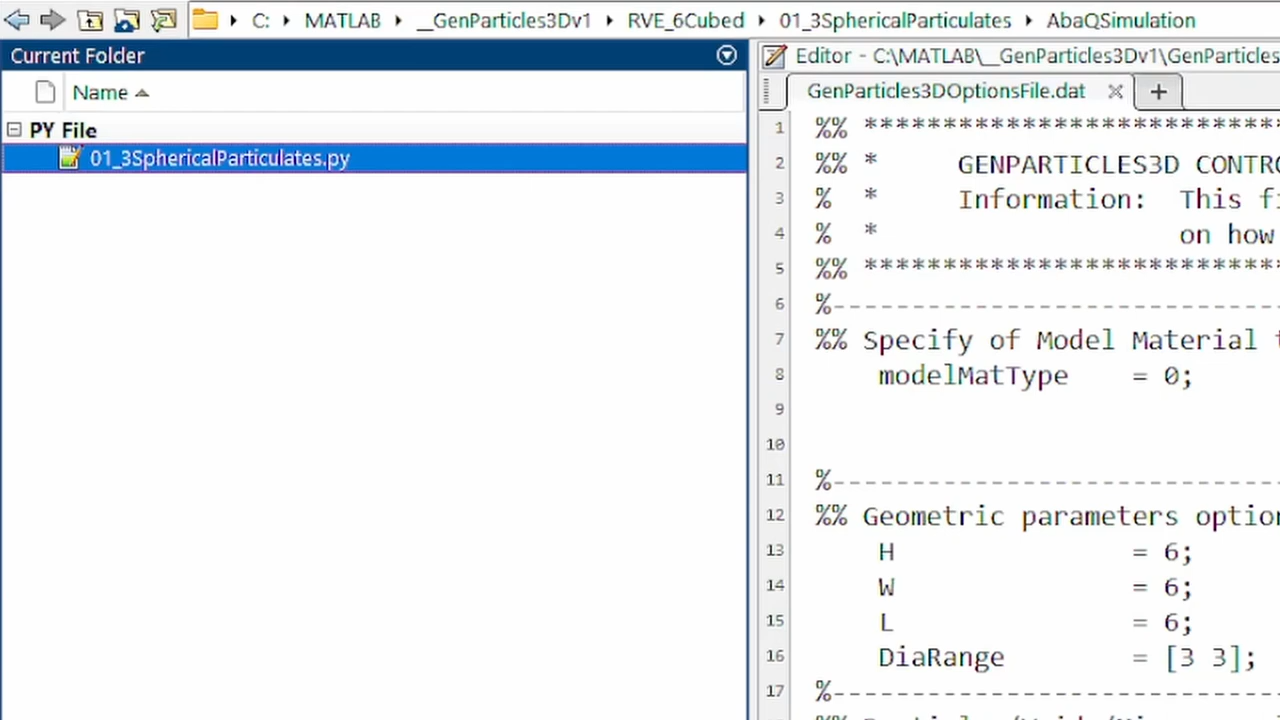 C: MATLAB __GenParticles3Dv1 RVE_6Cubed 01_3SphericalParticulates AbaQSimulation
Current Folder
Name
PY File
01_3SphericalParticulates.py
Editor - C:\MATLAB\__GenParticles3Dv1\GenParticles
GenParticles3DOptionsFile.dat
1 %% **************************
2 %% * GENPARTICLES3D CONTRO
3 % * Information: This fi
4 % * on how
5 %% **************************
6 %----------------------------
7 %% Specify of Model Material t
8 modelMatType = 0;
9
10
11 %----------------------------
12 %% Geometric parameters option
13 H = 6;
14 W = 6;
15 L = 6;
16 DiaRange = [3 3];
17 %----------------------------